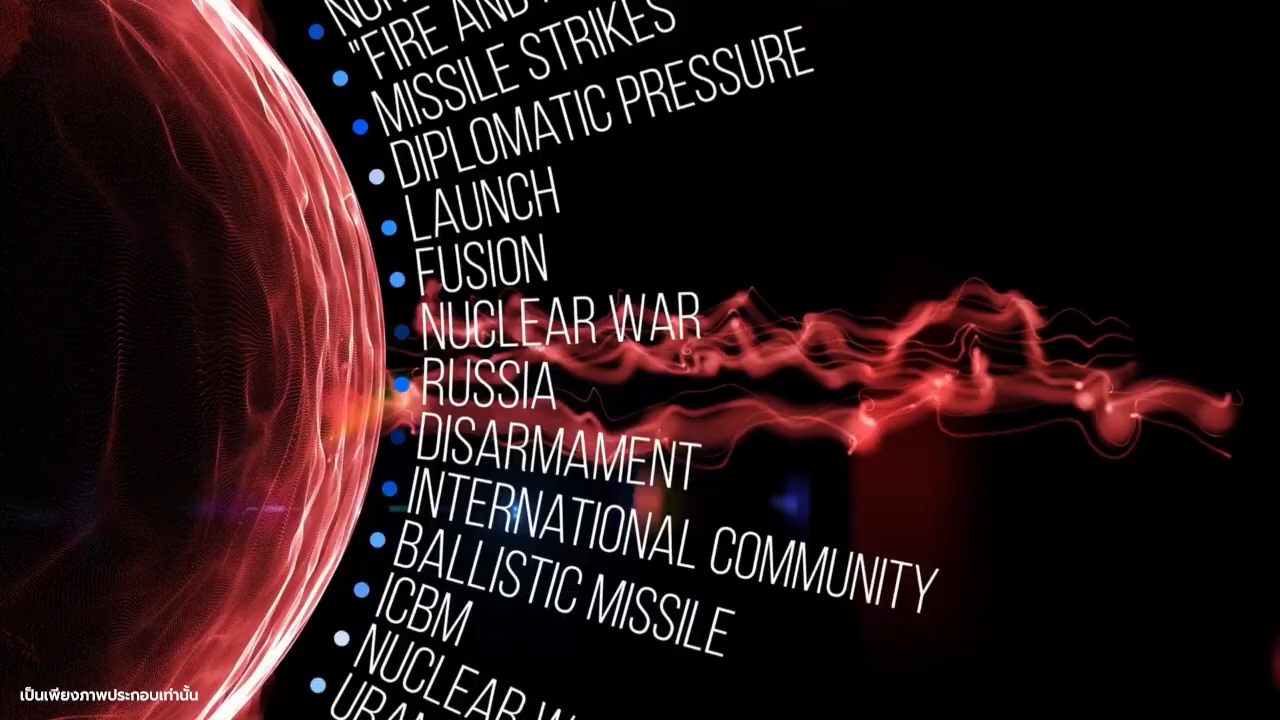 "FIRE AND
MISSILE STRIKES
DIPLOMATIC PRESSURE
LAUNCH
FUSION
NUCLEAR WAR
RUSSIA
DISARMAMENT
INTERNATIONAL COMMUNITY
BALLISTIC MISSILE
ICBM
NUCLEAR
เป็นเพียงภาพประกอบเท่านั้น